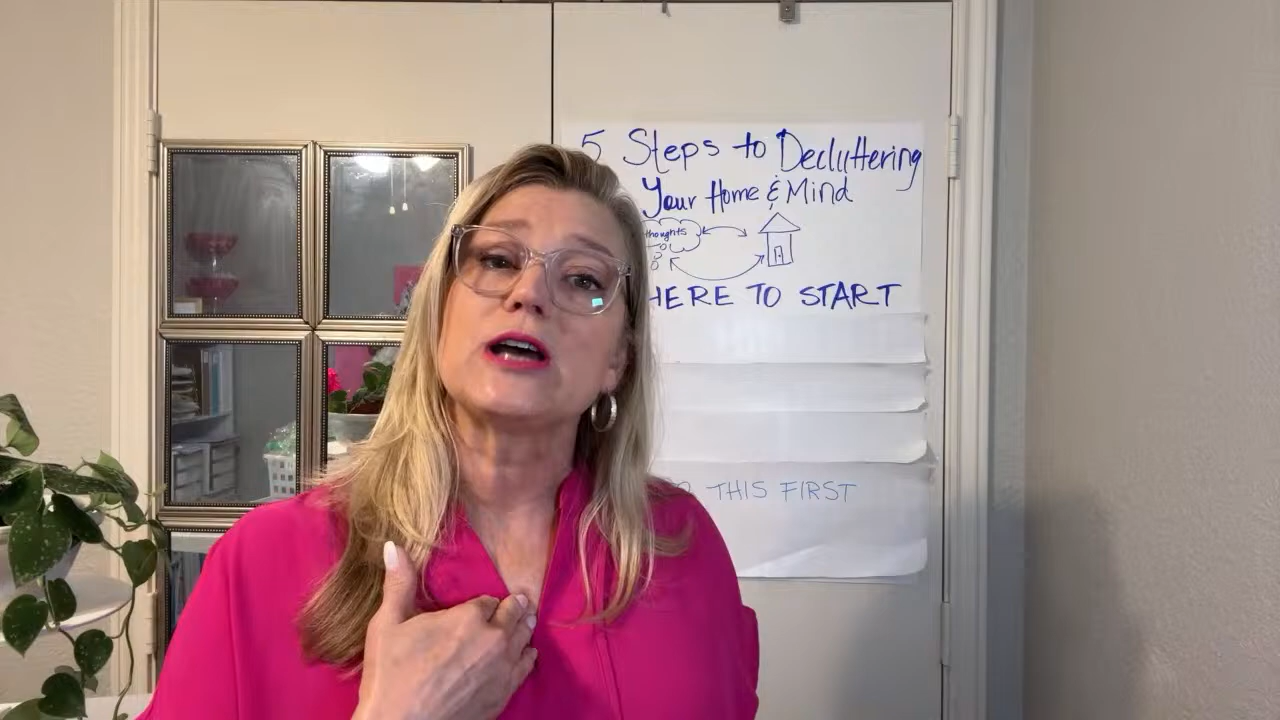 5 Steps to Decluttering
Your Home & Mind
thoughts
HERE TO START
THIS FIRST